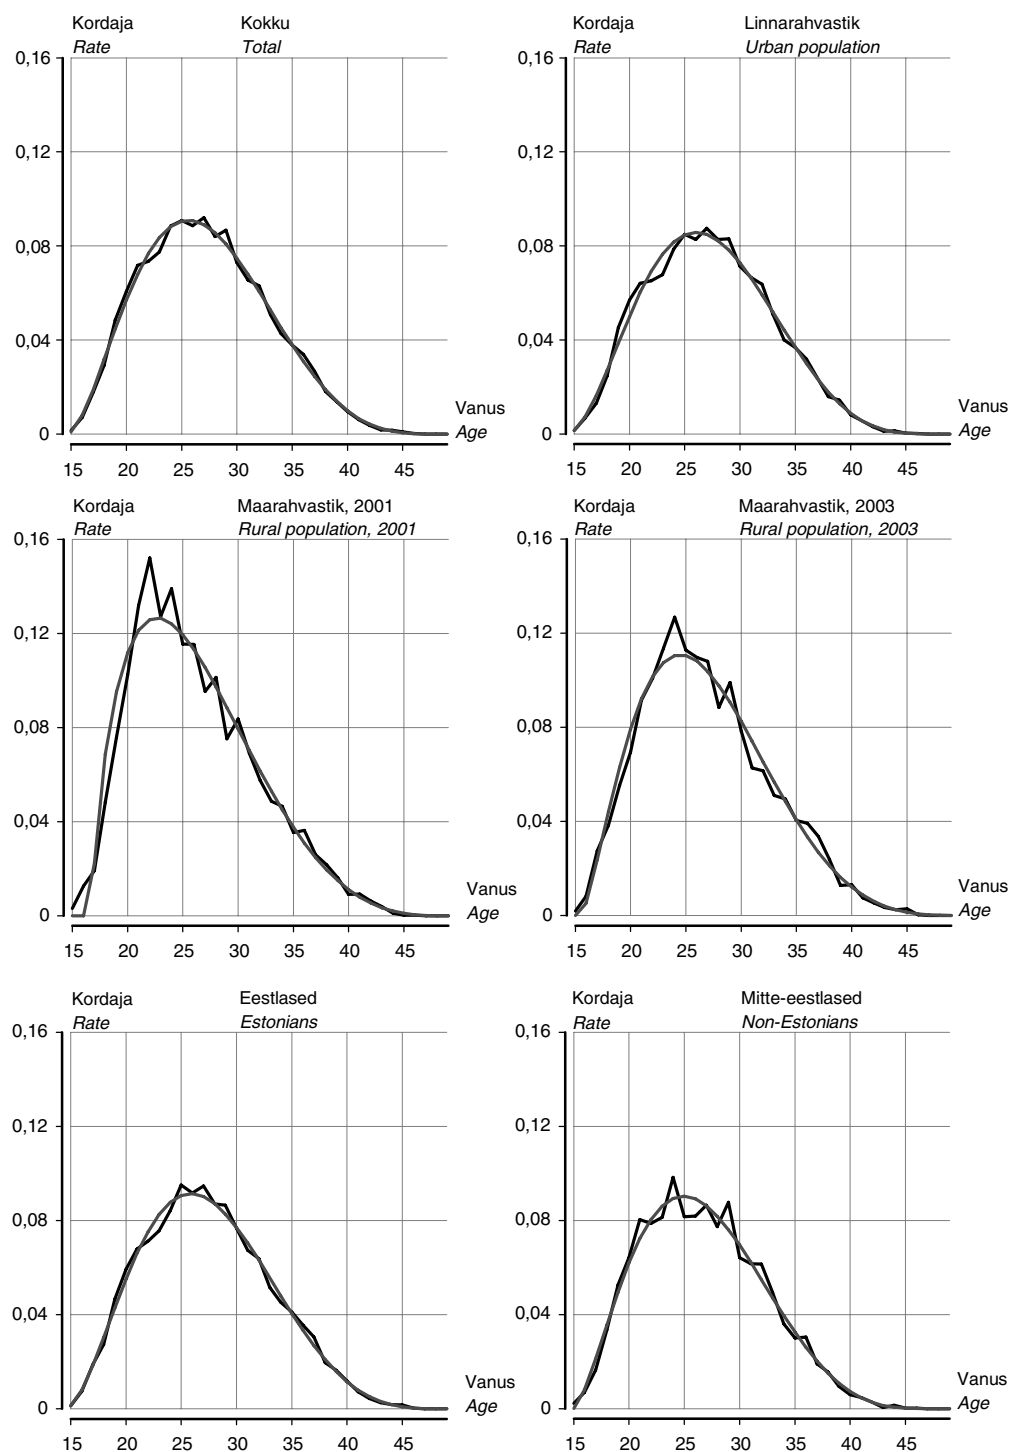 Kordaja Kokku
Rate Total
0,16
0,12
0,08
0,04
0
Vanus
Age
15 20 25 30 35 40 45
Kordaja Linnarahvastik
Rate Urban population
0,16
0,12
0,08
0,04
0
Vanus
Age
15 20 25 30 35 40 45
Kordaja Maarahvastik, 2001
Rate Rural population, 2001
0,16
0,12
0,08
0,04
0
Vanus
Age
15 20 25 30 35 40 45
Kordaja Maarahvastik, 2003
Rate Rural population, 2003
0,16
0,12
0,08
0,04
0
Vanus
Age
15 20 25 30 35 40 45
Kordaja Eestlased
Rate Estonians
0,16
0,12
0,08
0,04
0
Vanus
Age
15 20 25 30 35 40 45
Kordaja Mitte-eestlased
Rate Non-Estonians
0,16
0,12
0,08
0,04
0
Vanus
Age
15 20 25 30 35 40 45